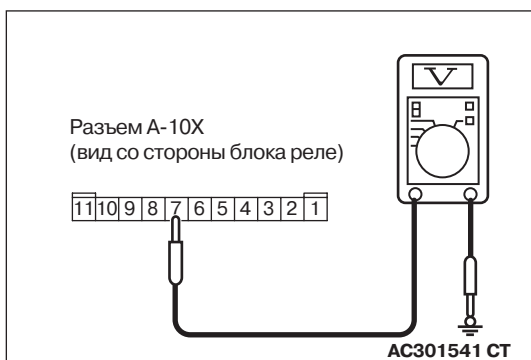 V
Разъем A-10X
(вид со стороны блока реле)
11 10 9 8 7 6 5 4 3 2 1
AC301541 CT